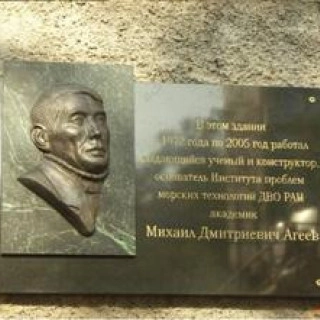 В этом здании
года по 2005 год работал
выдающийся ученый и конструктор,
основатель Института проблем
морских технологий ДВО РАН
академик
Михаил Дмитриевич Агеев